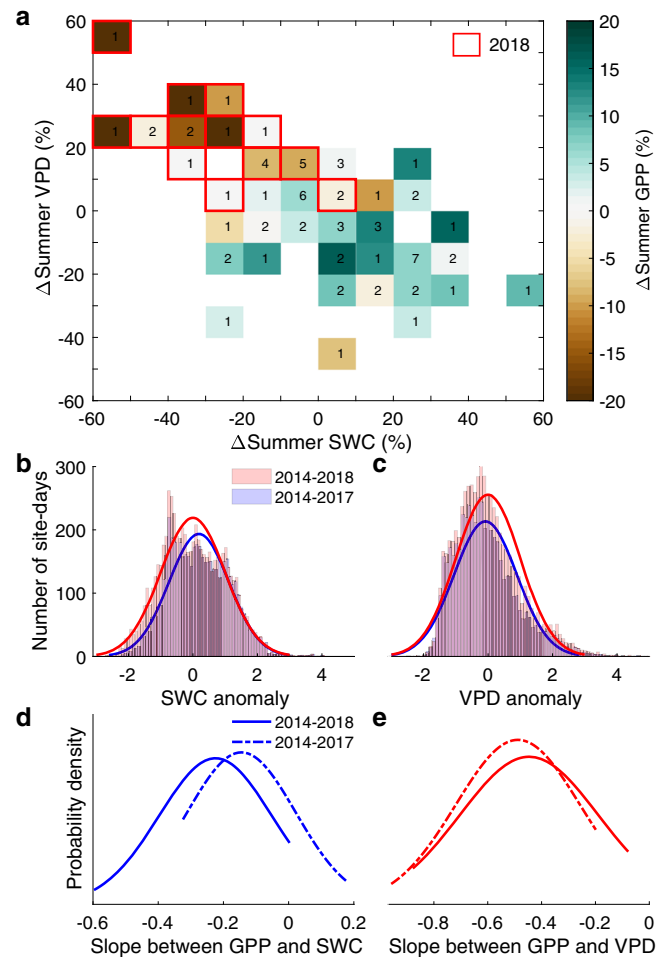 a
60
40
20
0
-20
-40
-60
ΔSummer VPD (%)
1
2018
1 1
1 2 2 1 1
1 4 5 3 1
1 1 6 2 1 2
1 2 2 3 3 1
2 1 2 1 7 2
2 2 2 1 1
1 1
1
-60 -40 -20 0 20 40 60
ΔSummer SWC (%)
20
15
10
5
0
-5
-10
-15
-20
ΔSummer GPP (%)
b
300
200
100
0
Number of site-days
2014-2018
2014-2017
-2 0 2 4
SWC anomaly
c
-2 0 2 4
VPD anomaly
d
Probability density
2014-2018
2014-2017
-0.6 -0.4 -0.2 0 0.2
Slope between GPP and SWC
e
-0.8 -0.6 -0.4 -0.2 0
Slope between GPP and VPD